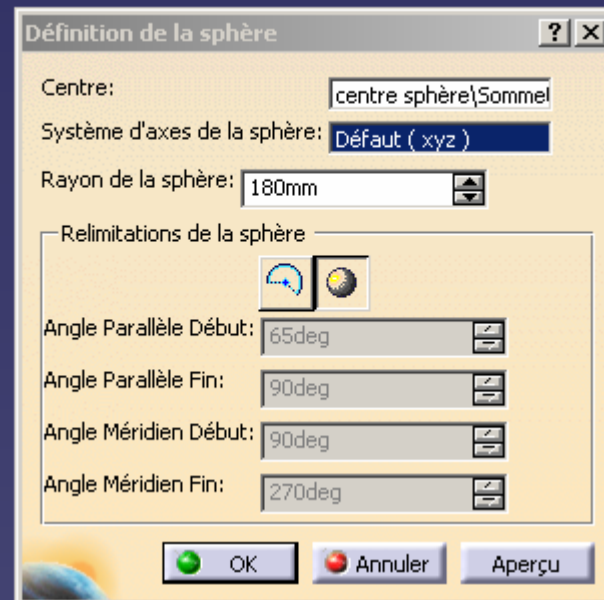 Définition de la sphère
Centre: centre sphère\Sommet
Système d'axes de la sphère: Défaut ( xyz )
Rayon de la sphère: 180mm
Relimitations de la sphère
Angle Parallèle Début: 65deg
Angle Parallèle Fin: 90deg
Angle Méridien Début: 90deg
Angle Méridien Fin: 270deg
OK Annuler Aperçu